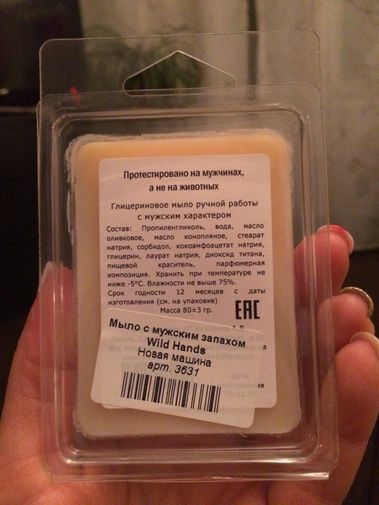 Протестировано на мужчинах,
а не на животных
Глицериновое мыло ручной работы
с мужским характером
Состав: Пропиленгликоль, вода, масло
оливковое, масло конопляное, стеарат
натрия, сорбидол, кокоамфоацетат натрия,
глицерин, лаурат натрия, диоксид титана,
пищевой краситель, парфюмерная
композиция. Хранить при температуре не
ниже -5°С. Влажности не выше 75%.
Срок годности 12 месяцев с даты
изготовления (см. на упаковке)
Масса 80±3 гр.
EAC
Мыло с мужским запахом
Wild Hands
Новая машина
арт. 3631